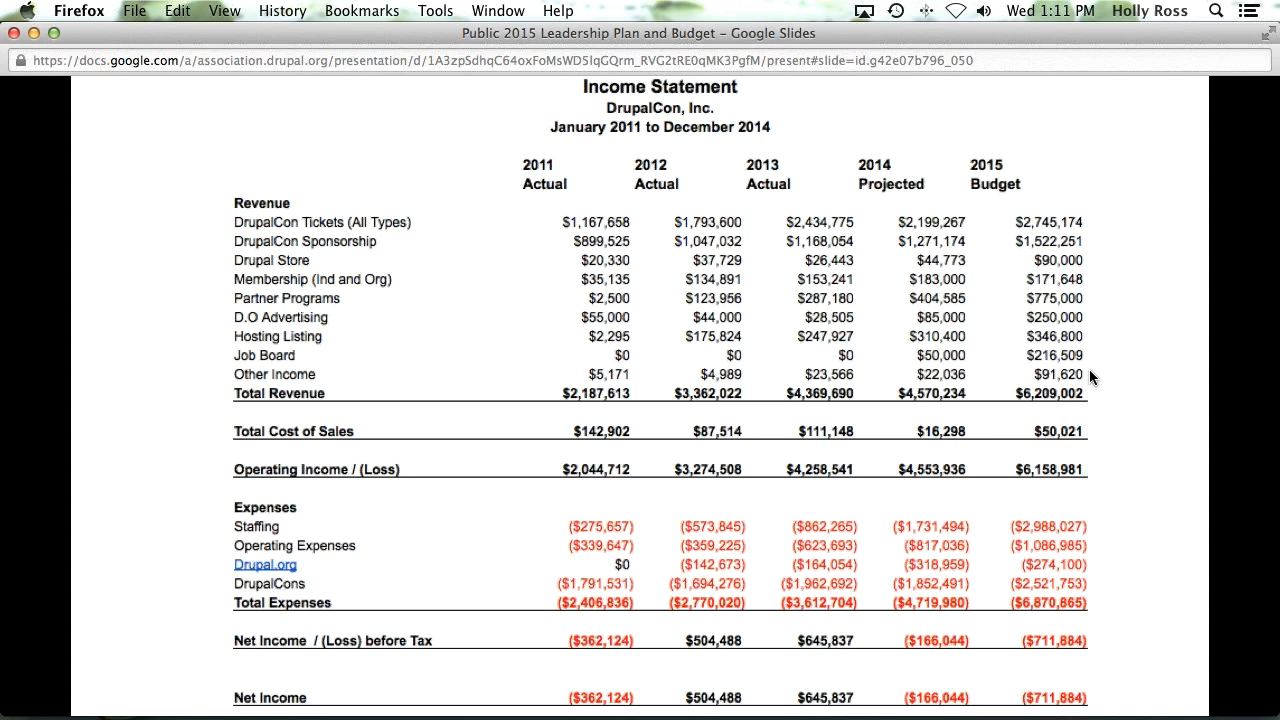 Firefox File Edit View History Bookmarks Tools Window Help Wed 1:11 PM Holly Ross
Public 2015 Leadership Plan and Budget – Google Slides
https://docs.google.com/a/association.drupal.org/presentation/d/1A3zpSdhqC64oxFoMsWD5IqGQrm_RVG2tRE0qMK3PgfM/present#slide=id.g42e07b796_050
Income Statement
DrupalCon, Inc.
January 2011 to December 2014
2011 2012 2013 2014 2015
Actual Actual Actual Projected Budget
Revenue
DrupalCon Tickets (All Types) $1,167,658 $1,793,600 $2,434,775 $2,199,267 $2,745,174
DrupalCon Sponsorship $899,525 $1,047,032 $1,168,054 $1,271,174 $1,522,251
Drupal Store $20,330 $37,729 $26,443 $44,773 $90,000
Membership (Ind and Org) $35,135 $134,891 $153,241 $183,000 $171,648
Partner Programs $2,500 $123,956 $287,180 $404,585 $775,000
D.O Advertising $55,000 $44,000 $28,505 $85,000 $250,000
Hosting Listing $2,295 $175,824 $247,927 $310,400 $346,800
Job Board $0 $0 $0 $50,000 $216,509
Other Income $5,171 $4,989 $23,566 $22,036 $91,620
Total Revenue $2,187,613 $3,362,022 $4,369,690 $4,570,234 $6,209,002
Total Cost of Sales $142,902 $87,514 $111,148 $16,298 $50,021
Operating Income / (Loss) $2,044,712 $3,274,508 $4,258,541 $4,553,936 $6,158,981
Expenses
Staffing ($275,657) ($573,845) ($862,265) ($1,731,494) ($2,988,027)
Operating Expenses ($339,647) ($359,225) ($623,693) ($817,036) ($1,086,985)
Drupal.org $0 ($142,673) ($164,054) ($318,959) ($274,100)
DrupalCons ($1,791,531) ($1,694,276) ($1,962,692) ($1,852,491) ($2,521,753)
Total Expenses ($2,406,836) ($2,770,020) ($3,612,704) ($4,719,980) ($6,870,865)
Net Income / (Loss) before Tax ($362,124) $504,488 $645,837 ($166,044) ($711,884)
Net Income ($362,124) $504,488 $645,837 ($166,044) ($711,884)